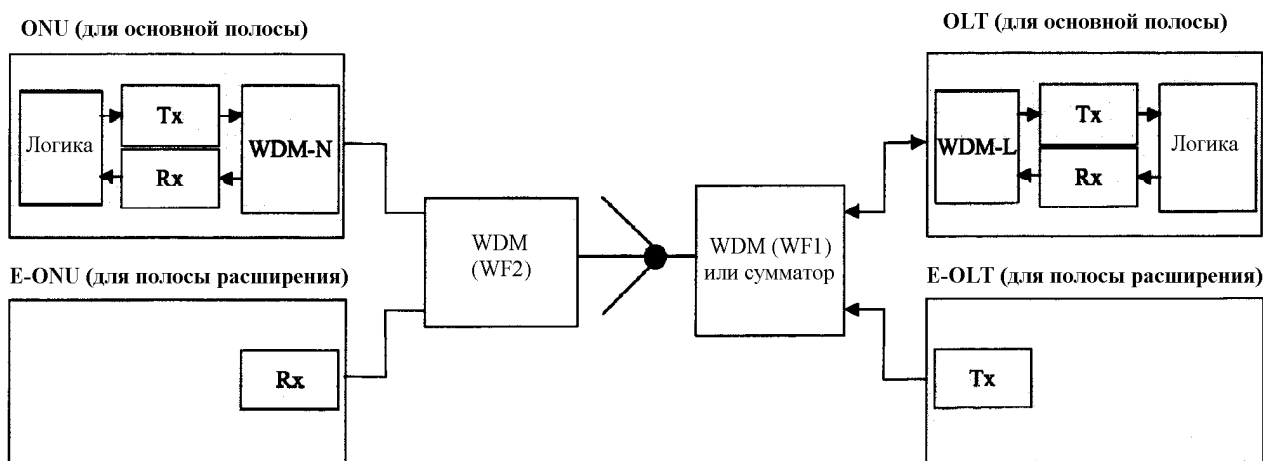 ONU (для основной полосы)
OLT (для основной полосы)
Логика
Tx
Rx
WDM-N
WDM-L
Tx
Rx
Логика
WDM
(WF2)
WDM (WF1)
или сумматор
E-ONU (для полосы расширения)
E-OLT (для полосы расширения)
Rx
Tx